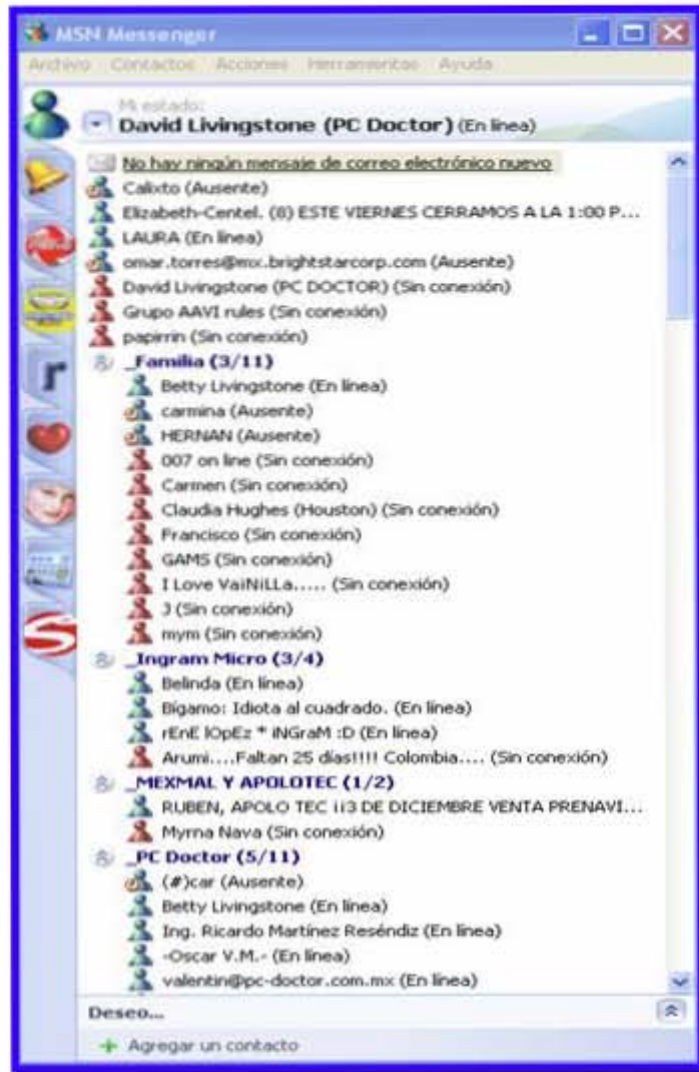 MSN Messenger
Archivo Contactos Acciones Herramientas Ayuda
Mi estado:
David Livingstone (PC Doctor) (En línea)
No hay ningún mensaje de correo electrónico nuevo
Calixto (Ausente)
Elizabeth-Centel. (8) ESTE VIERNES CERRAMOS A LA 1:00 P...
LAURA (En línea)
omar.torres@mx.brightstarcorp.com (Ausente)
David Livingstone (PC DOCTOR) (Sin conexión)
Grupo AAVI rules (Sin conexión)
papirrin (Sin conexión)
_Familia (3/11)
Betty Livingstone (En línea)
carmina (Ausente)
HERNAN (Ausente)
007 on line (Sin conexión)
Carmen (Sin conexión)
Claudia Hughes (Houston) (Sin conexión)
Francisco (Sin conexión)
GAMS (Sin conexión)
I Love VaiNiLLa..... (Sin conexión)
J (Sin conexión)
mym (Sin conexión)
_Ingram Micro (3/4)
Belinda (En línea)
Bígamo: Idiota al cuadrado. (En línea)
rEnE lOpEz * iNGraM :D (En línea)
Arumi....Faltan 25 días!!!! Colombia.... (Sin conexión)
_MEXMAL Y APOLOTEC (1/2)
RUBEN, APOLO TEC ¡¡3 DE DICIEMBRE VENTA PRENAVI...
Myrna Nava (Sin conexión)
_PC Doctor (5/11)
(#)car (Ausente)
Betty Livingstone (En línea)
Ing. Ricardo Martínez Reséndiz (En línea)
-Oscar V.M.- (En línea)
valentin@pc-doctor.com.mx (En línea)
Deseo...
Agregar un contacto